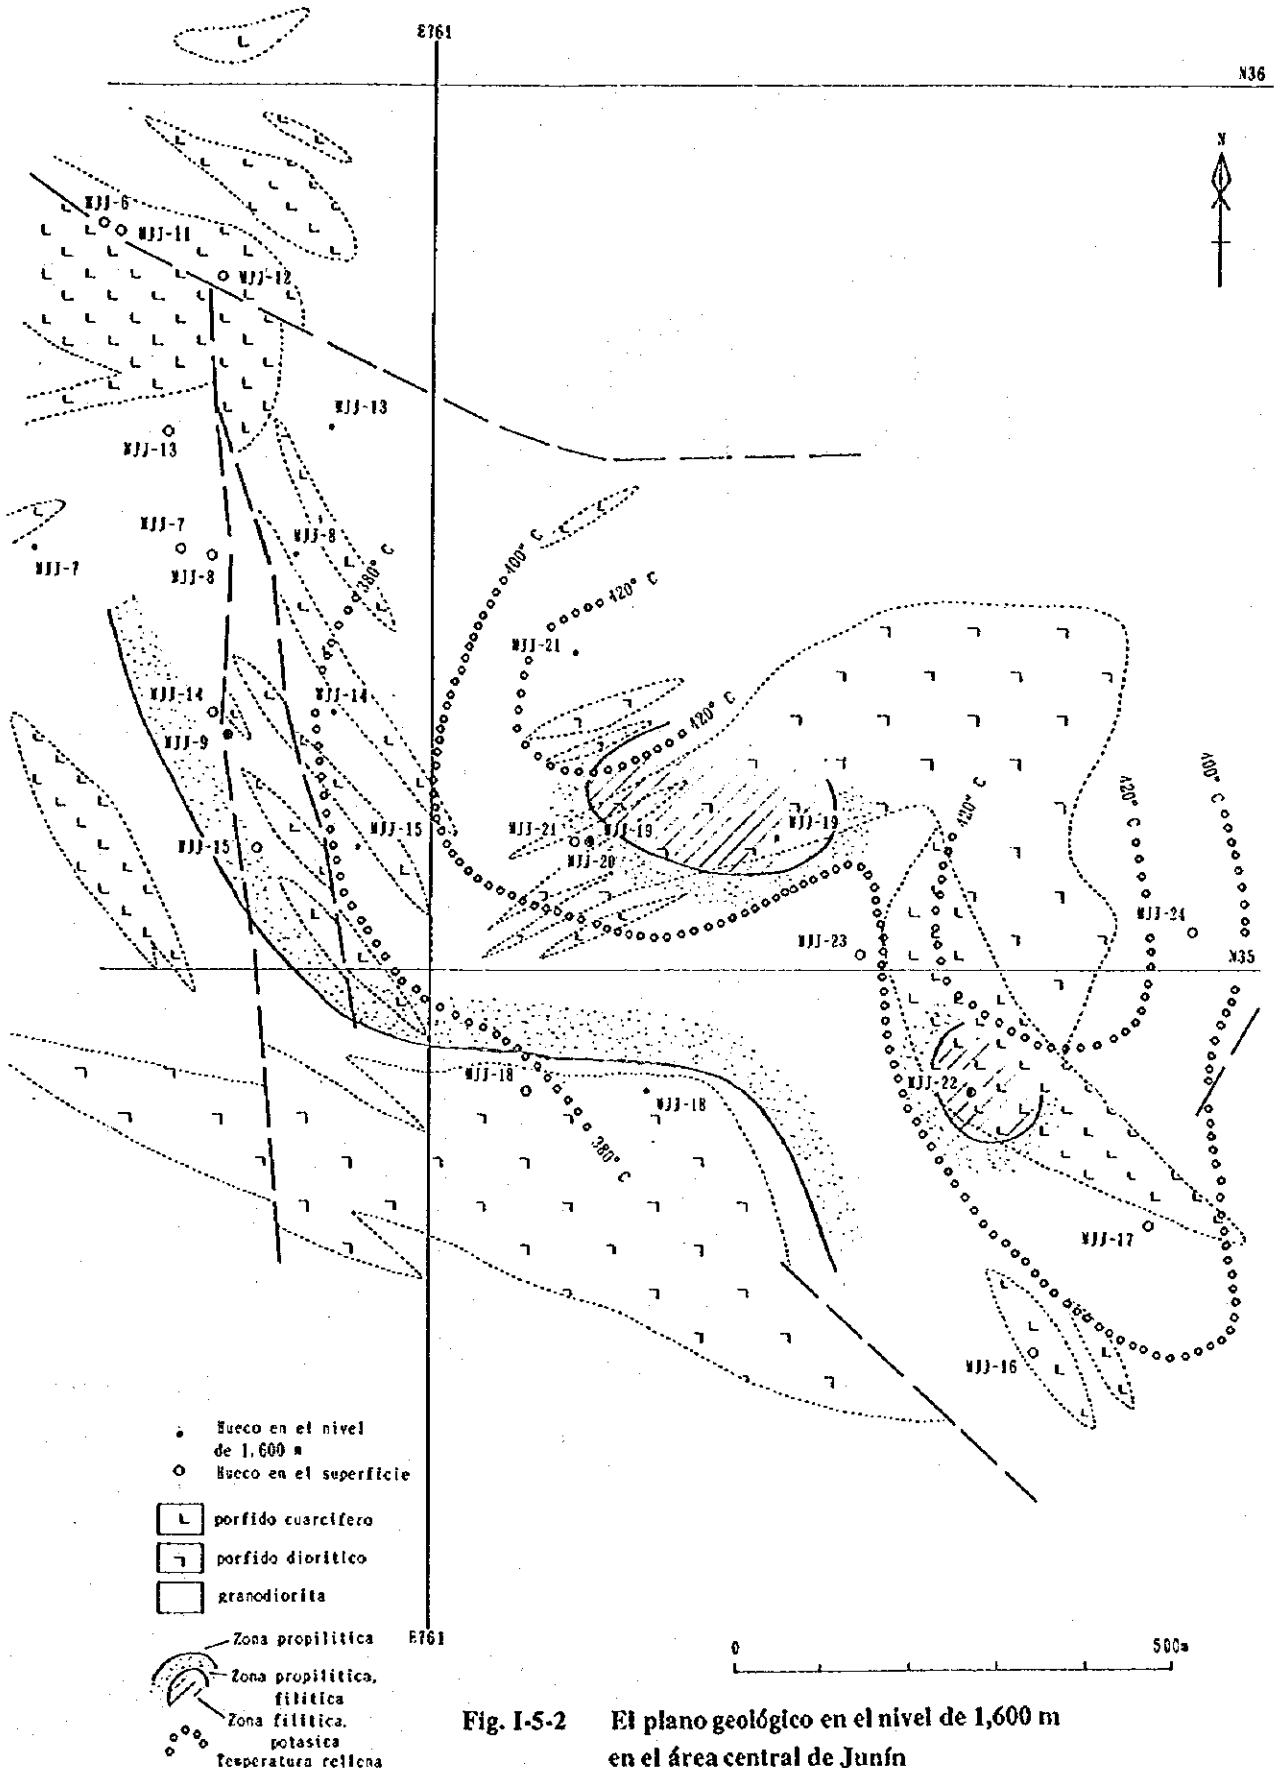 E761
N36
N
MJJ-6
MJJ-11
MJJ-12
MJJ-13
MJJ-13
MJJ-7
MJJ-8
MJJ-7
MJJ-8
380° C
400° C
420° C
MJJ-21
MJJ-14
MJJ-14
MJJ-9
420° C
400° C
420° C
420° C
MJJ-15
MJJ-15
MJJ-21
MJJ-19
MJJ-20
MJJ-19
MJJ-24
MJJ-23
N35
MJJ-18
MJJ-18
MJJ-22
380° C
MJJ-17
MJJ-16
Hueco en el nivel
de 1,600 m
Hueco en el superficie
porfido cuarcifero
porfido dioritico
granodiorita
Zona propilitica
E761
Zona propilitica,
filitica
Zona filitica,
potasica
Temperatura rellena
0
500m
Fig. I-5-2 El plano geológico en el nivel de 1,600 m
en el área central de Junín